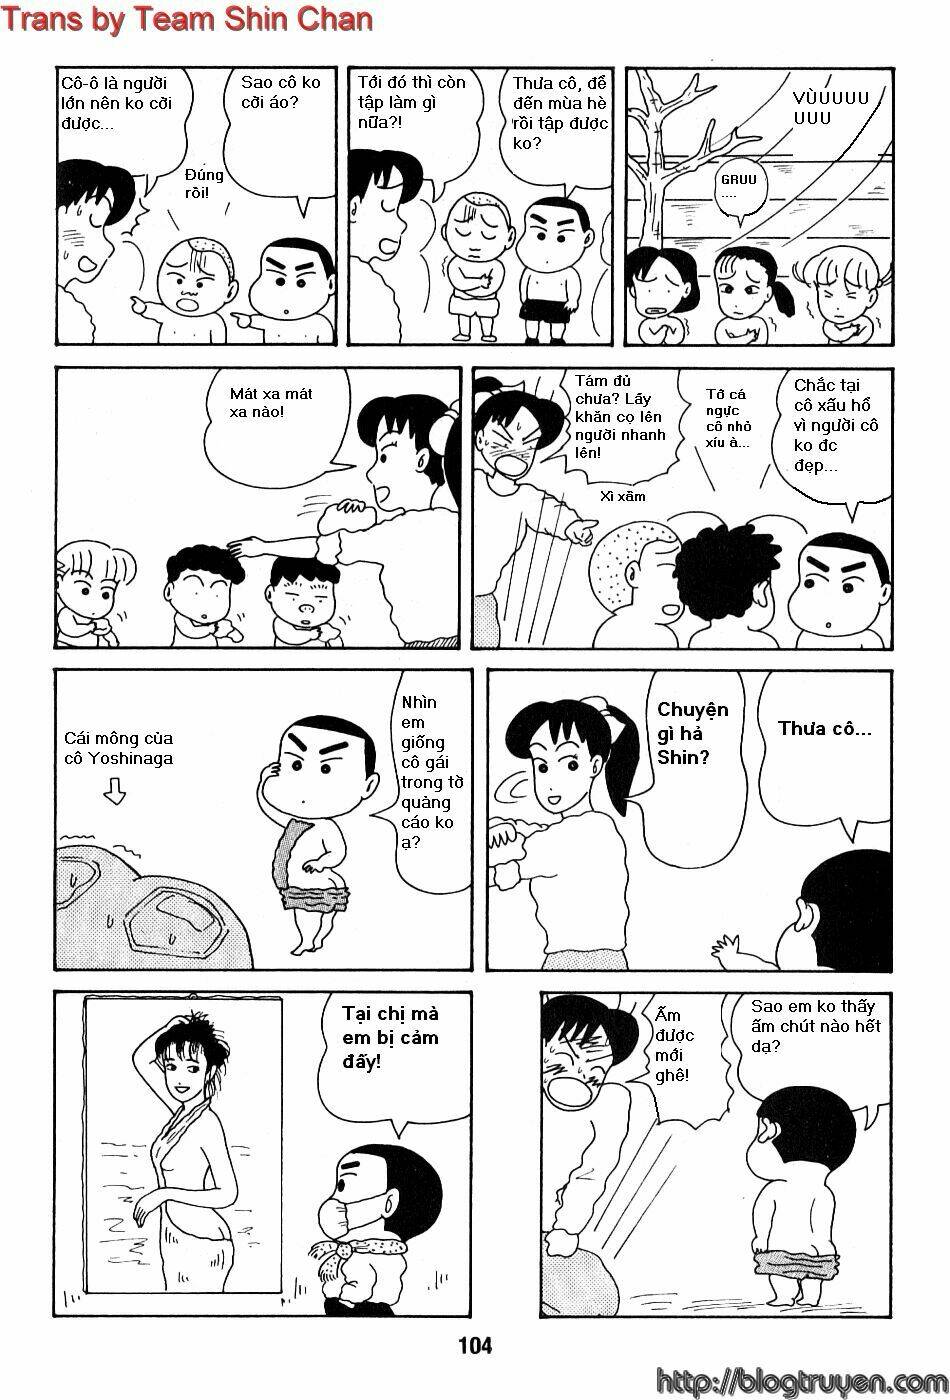 Trans by Team Shin Chan
VÙUUUU
UUU
GRUU
....
Thưa cô, để
đến mùa hè
rồi tập được
ko?
Tới đó thì còn
tập làm gì
nữa?!
Sao cô ko
cởi áo?
Đúng
rồi!
Cô-ô là người
lớn nên ko cởi
được...
Chắc tại
cô xấu hổ
vì người cô
ko đc
đẹp...
Tớ cá
ngực
cô nhỏ
xíu à...
Xì xầm
Tám đủ
chưa? Lấy
khăn cọ lên
người nhanh
lên!
Mát xa mát
xa nào!
Thưa cô...
Chuyện
gì hả
Shin?
Nhìn
em
giống
cô gái
trong tờ
quảng
cáo ko
ạ?
Cái mông của
cô Yoshinaga
Sao em ko thấy
ấm chút nào hết
dạ?
Ấm
được
mới
ghê!
Tại chị mà
em bị cảm
đấy!
104
http://blogtruyen.com